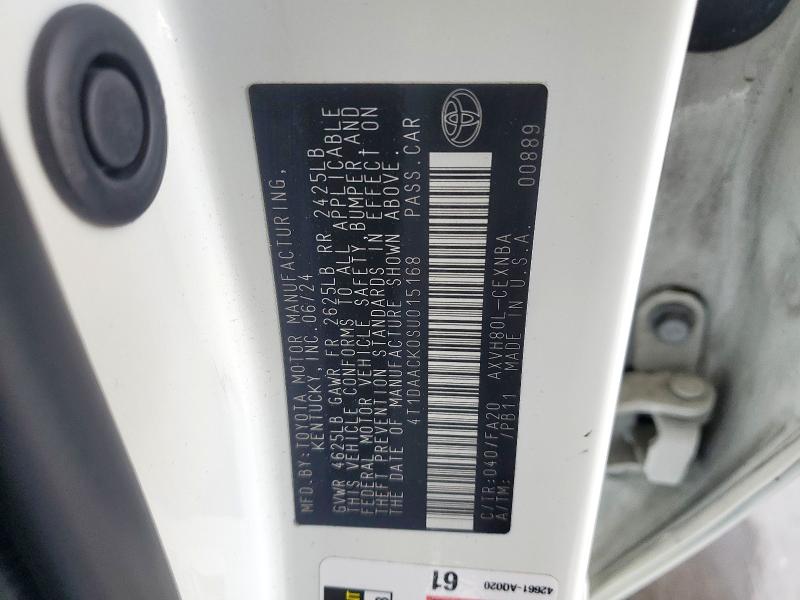 MFD.BY:TOYOTA MOTOR MANUFACTURING,
KENTUCKY, INC. 06/24
GVWR 4625LB GAWR FR 2625LB RR 2425LB
THIS VEHICLE CONFORMS TO ALL APPLICABLE
FEDERAL MOTOR VEHICLE SAFETY, BUMPER,AND
THEFT PREVENTION STANDARDS IN EFFECT ON
THE DATE OF MANUFACTURE SHOWN ABOVE.
4T1DAACK0SU015168 PASS.CAR
C/TR:040/FA20 AXVH80L-CEXNBA 00889
A/TM: /PB11 MADE IN U.S.A.
61
42661-A0020